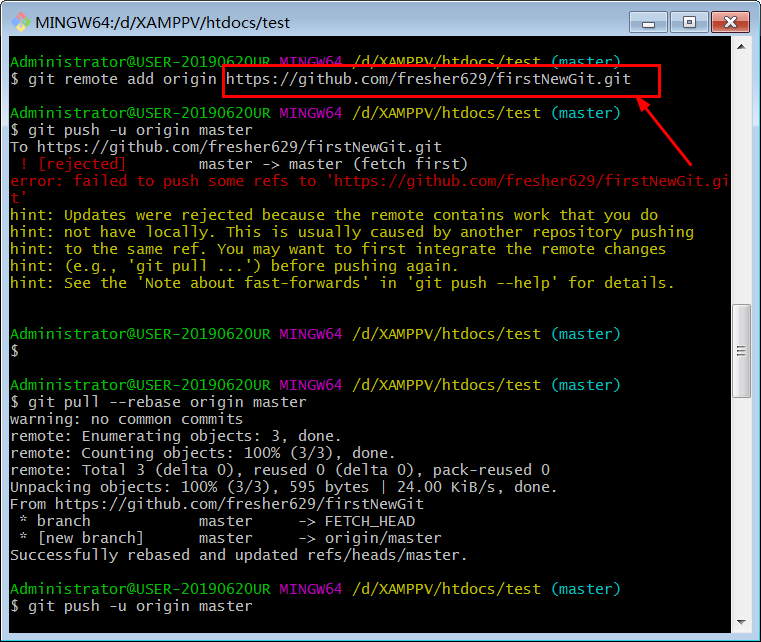 MINGW64:/d/XAMPPV/htdocs/test
Administrator@USER-20190620UR MINGW64 /d/XAMPPV/htdocs/test (master)
$ git remote add origin https://github.com/fresher629/firstNewGit.git
Administrator@USER-20190620UR MINGW64 /d/XAMPPV/htdocs/test (master)
$ git push -u origin master
To https://github.com/fresher629/firstNewGit.git
 ! [rejected]        master -> master (fetch first)
error: failed to push some refs to 'https://github.com/fresher629/firstNewGit.gi
t'
hint: Updates were rejected because the remote contains work that you do
hint: not have locally. This is usually caused by another repository pushing
hint: to the same ref. You may want to first integrate the remote changes
hint: (e.g., 'git pull ...') before pushing again.
hint: See the 'Note about fast-forwards' in 'git push --help' for details.
Administrator@USER-20190620UR MINGW64 /d/XAMPPV/htdocs/test (master)
$
Administrator@USER-20190620UR MINGW64 /d/XAMPPV/htdocs/test (master)
$ git pull --rebase origin master
warning: no common commits
remote: Enumerating objects: 3, done.
remote: Counting objects: 100% (3/3), done.
remote: Total 3 (delta 0), reused 0 (delta 0), pack-reused 0
Unpacking objects: 100% (3/3), 595 bytes | 24.00 KiB/s, done.
From https://github.com/fresher629/firstNewGit
 * branch            master     -> FETCH_HEAD
 * [new branch]      master     -> origin/master
Successfully rebased and updated refs/heads/master.
Administrator@USER-20190620UR MINGW64 /d/XAMPPV/htdocs/test (master)
$ git push -u origin master